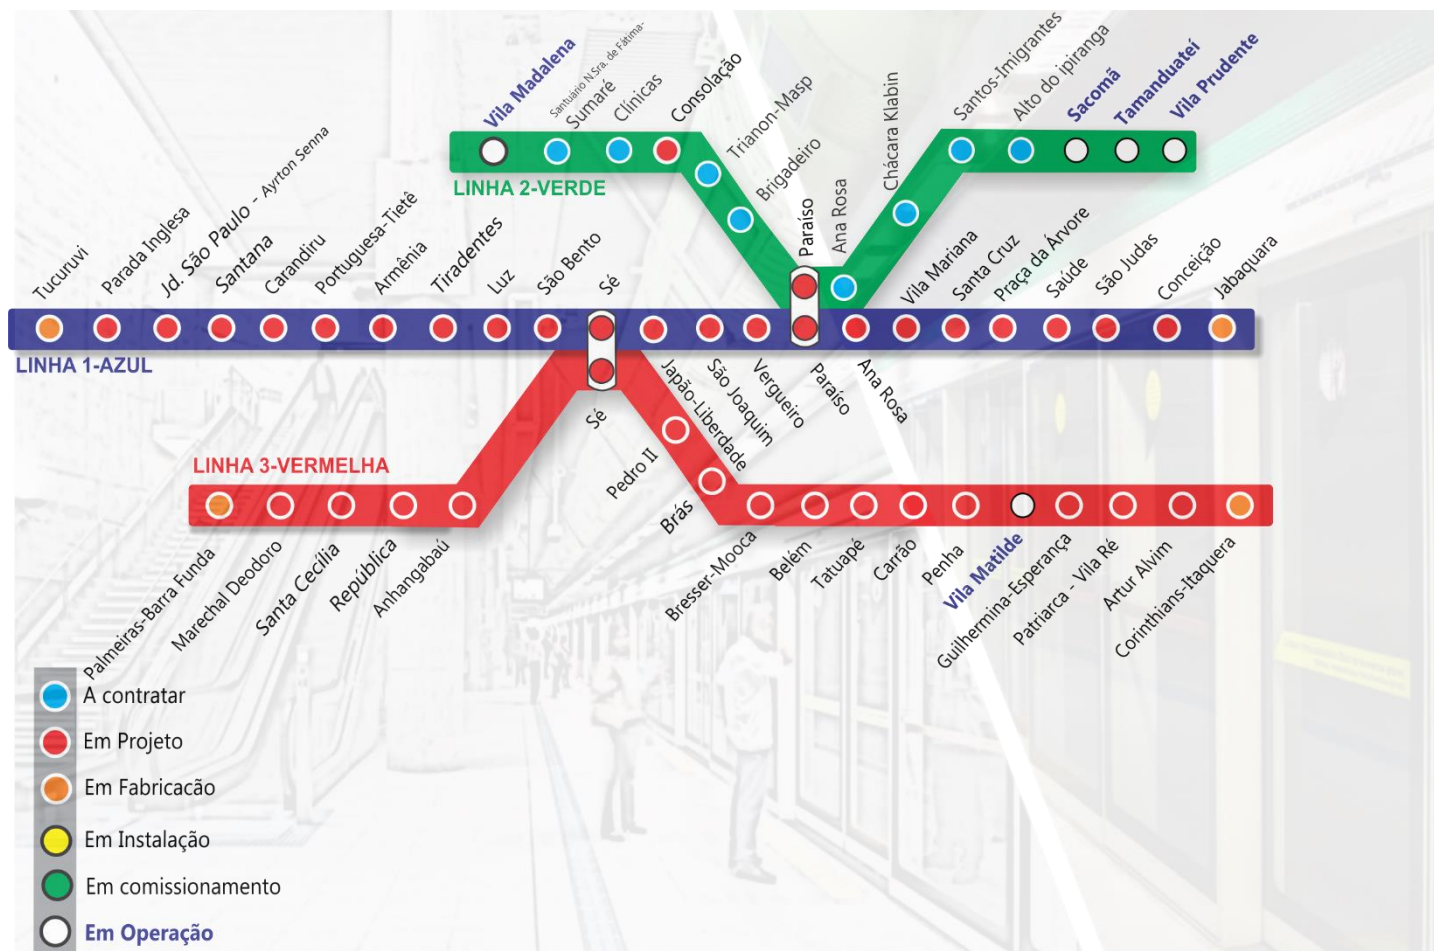 Vila Madalena
Santuário N.Sra. de Fátima-
Sumaré
Clínicas
Consolação
Trianon-Masp
Brigadeiro
Paraíso
Ana Rosa
Chácara Klabin
Santos-Imigrantes
Alto do ipiranga
Sacomã
Tamanduateí
Vila Prudente
LINHA 2-VERDE
Tucuruvi
Parada Inglesa
Jd. São Paulo - Ayrton Senna
Santana
Carandiru
Portuguesa-Tietê
Armênia
Tiradentes
Luz
São Bento
Sé
Japão-Liberdade
São Joaquim
Vergueiro
Paraíso
Ana Rosa
Vila Mariana
Santa Cruz
Praça da Árvore
Saúde
São Judas
Conceição
Jabaquara
LINHA 1-AZUL
LINHA 3-VERMELHA
Palmeiras-Barra Funda
Marechal Deodoro
Santa Cecília
República
Anhangabaú
Sé
Pedro II
Brás
Bresser-Mooca
Belém
Tatuapé
Carrão
Penha
Vila Matilde
Guilhermina-Esperança
Patriarca - Vila Ré
Artur Alvim
Corinthians-Itaquera
A contratar
Em Projeto
Em Fabricacão
Em Instalação
Em comissionamento
Em Operação